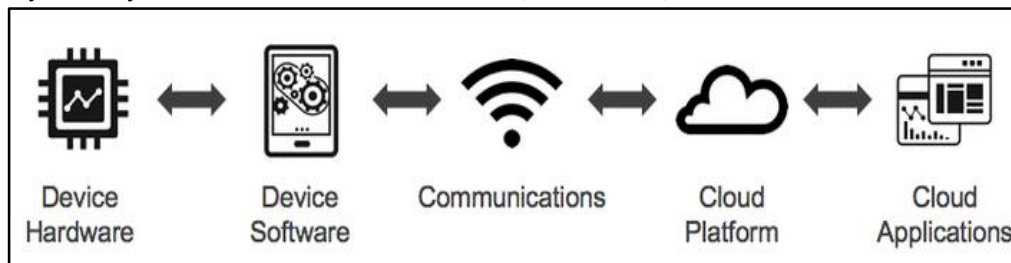 Device
Hardware
Device
Software
Communications
Cloud
Platform
Cloud
Applications